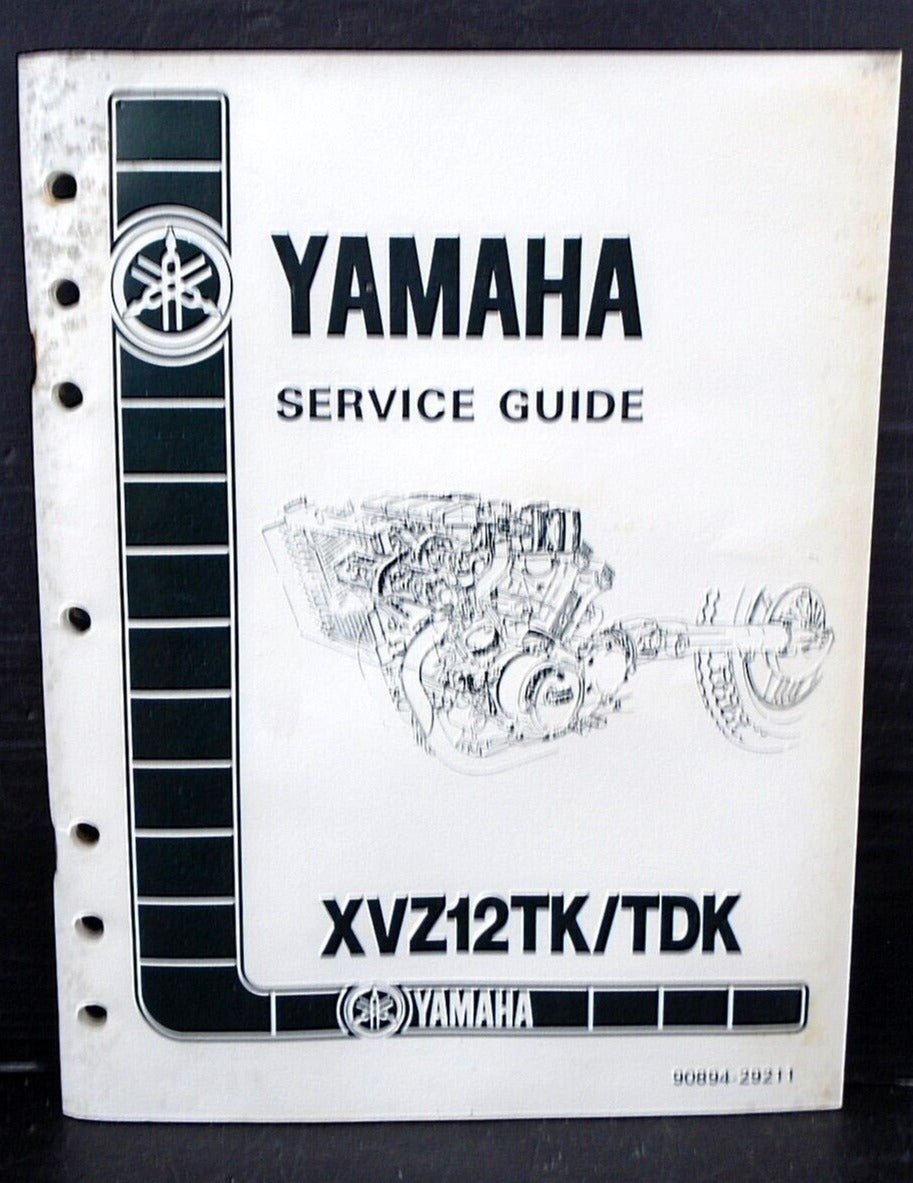 YAMAHA
SERVICE GUIDE
XVZ12TK/TDK
YAMAHA
90894-29211